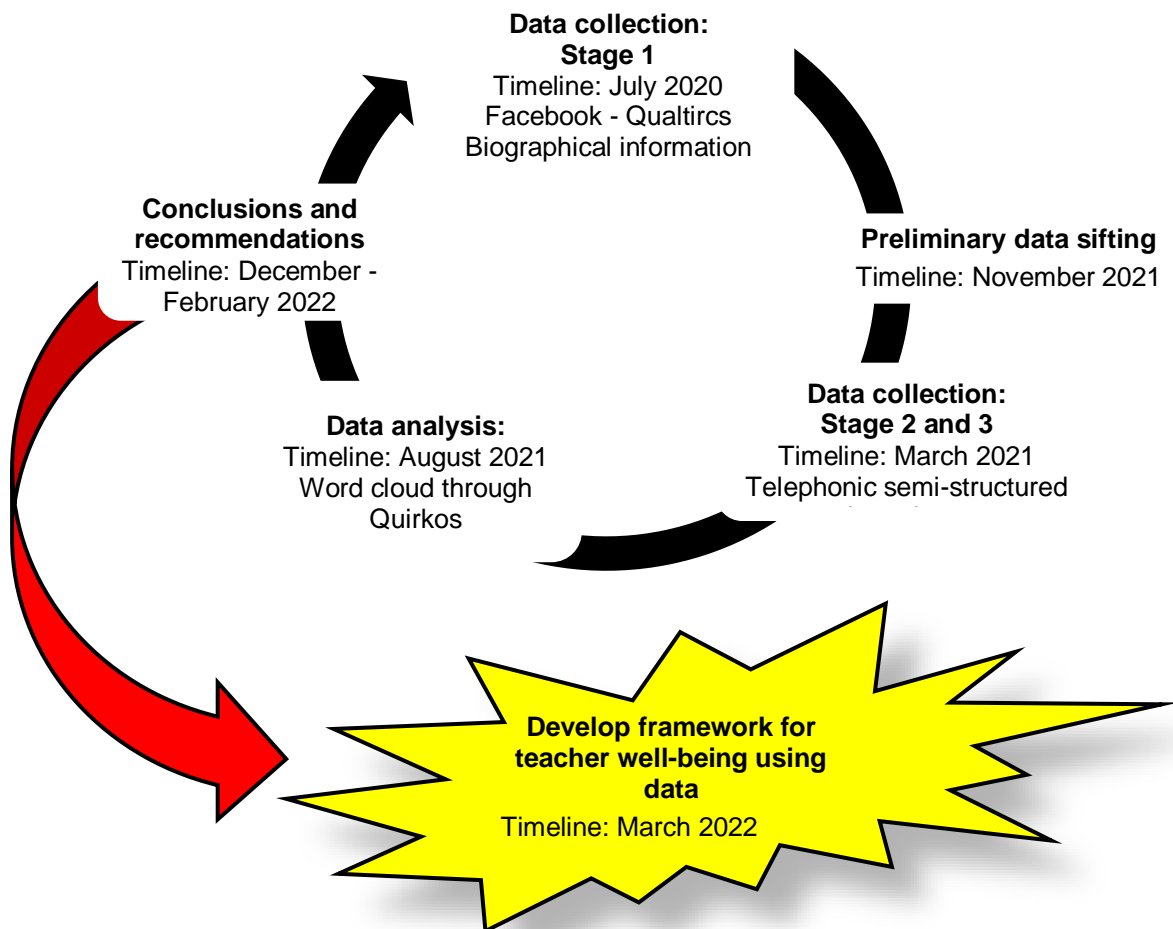 Data collection:
Stage 1
Timeline: July 2020
Facebook - Qualtircs
Biographical information
Preliminary data sifting
Timeline: November 2021
Data collection:
Stage 2 and 3
Timeline: March 2021
Telephonic semi-structured
Data analysis:
Timeline: August 2021
Word cloud through
Quirkos
Conclusions and
recommendations
Timeline: December -
February 2022
Develop framework for
teacher well-being using
data
Timeline: March 2022